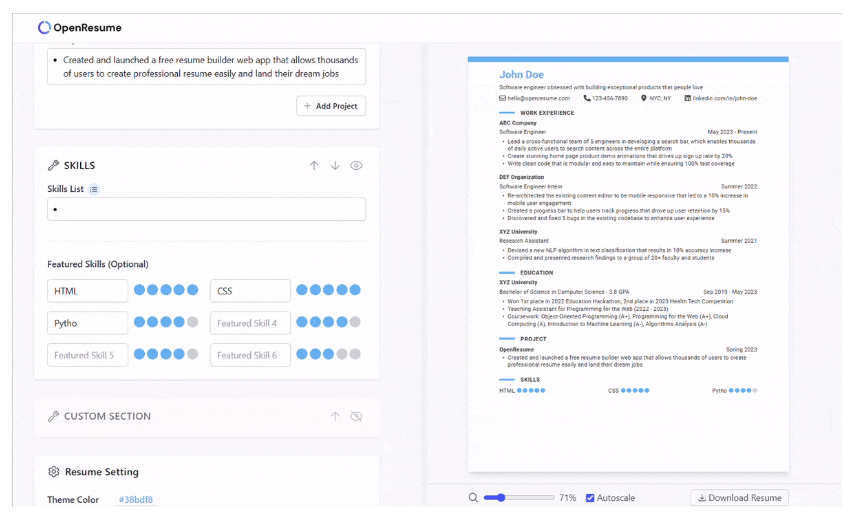 OpenResume
• Created and launched a free resume builder web app that allows thousands
of users to create professional resume easily and land their dream jobs
+ Add Project
SKILLS
Skills List
•
Featured Skills (Optional)
HTML
CSS
Pytho
Featured Skill 4
Featured Skill 5
Featured Skill 6
CUSTOM SECTION
Resume Setting
Theme Color #38bdf8
John Doe
Software engineer obsessed with building exceptional products that people love
hello@openresume.com 123-456-7890 NYC, NY linkedin.com/in/john-doe
WORK EXPERIENCE
ABC Company
Software Engineer May 2023 - Present
• Lead a cross-functional team of 5 engineers in developing a search bar, which enables thousands
of daily active users to search content across the entire platform
• Create stunning home page product demo animations that drives up sign up rate by 20%
• Write clean code that is modular and easy to maintain while ensuring 100% test coverage
DEF Organization
Software Engineer Intern Summer 2022
• Re-architected the existing content editor to be mobile responsive that led to a 10% increase in
mobile user engagement
• Created a progress bar to help users track progress that drove up user retention by 15%
• Discovered and fixed 5 bugs in the existing codebase to enhance user experience
XYZ University
Research Assistant Summer 2021
• Devised a new NLP algorithm in text classification that results in 10% accuracy increase
• Compiled and presented research findings to a group of 20+ faculty and students
EDUCATION
XYZ University
Bachelor of Science in Computer Science - 3.8 GPA Sep 2019 - May 2023
• Won 1st place in 2022 Education Hackathon, 2nd place in 2023 Health Tech Competition
• Teaching Assistant for Programming for the Web (2022 - 2023)
• Coursework: Object-Oriented Programming (A+), Programming for the Web (A+), Cloud
Computing (A), Introduction to Machine Learning (A-), Algorithms Analysis (A-)
PROJECT
OpenResume Spring 2023
• Created and launched a free resume builder web app that allows thousands of users to create
professional resume easily and land their dream jobs
SKILLS
HTML CSS Pytho
71% Autoscale Download Resume